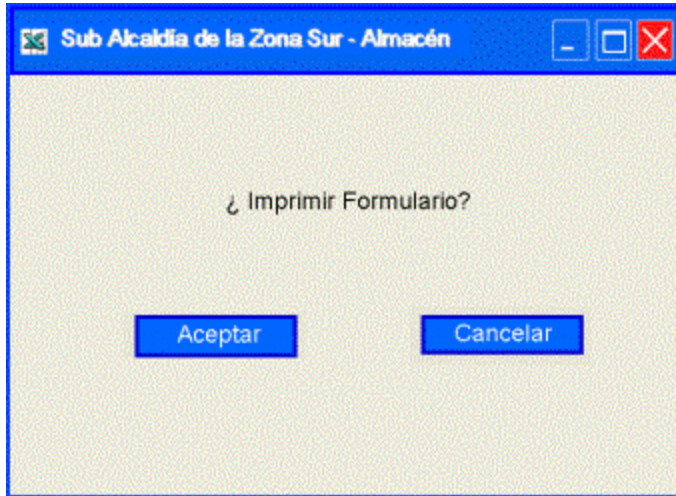 Sub Alcaldía de la Zona Sur - Almacén
¿ Imprimir Formulario?
Aceptar
Cancelar